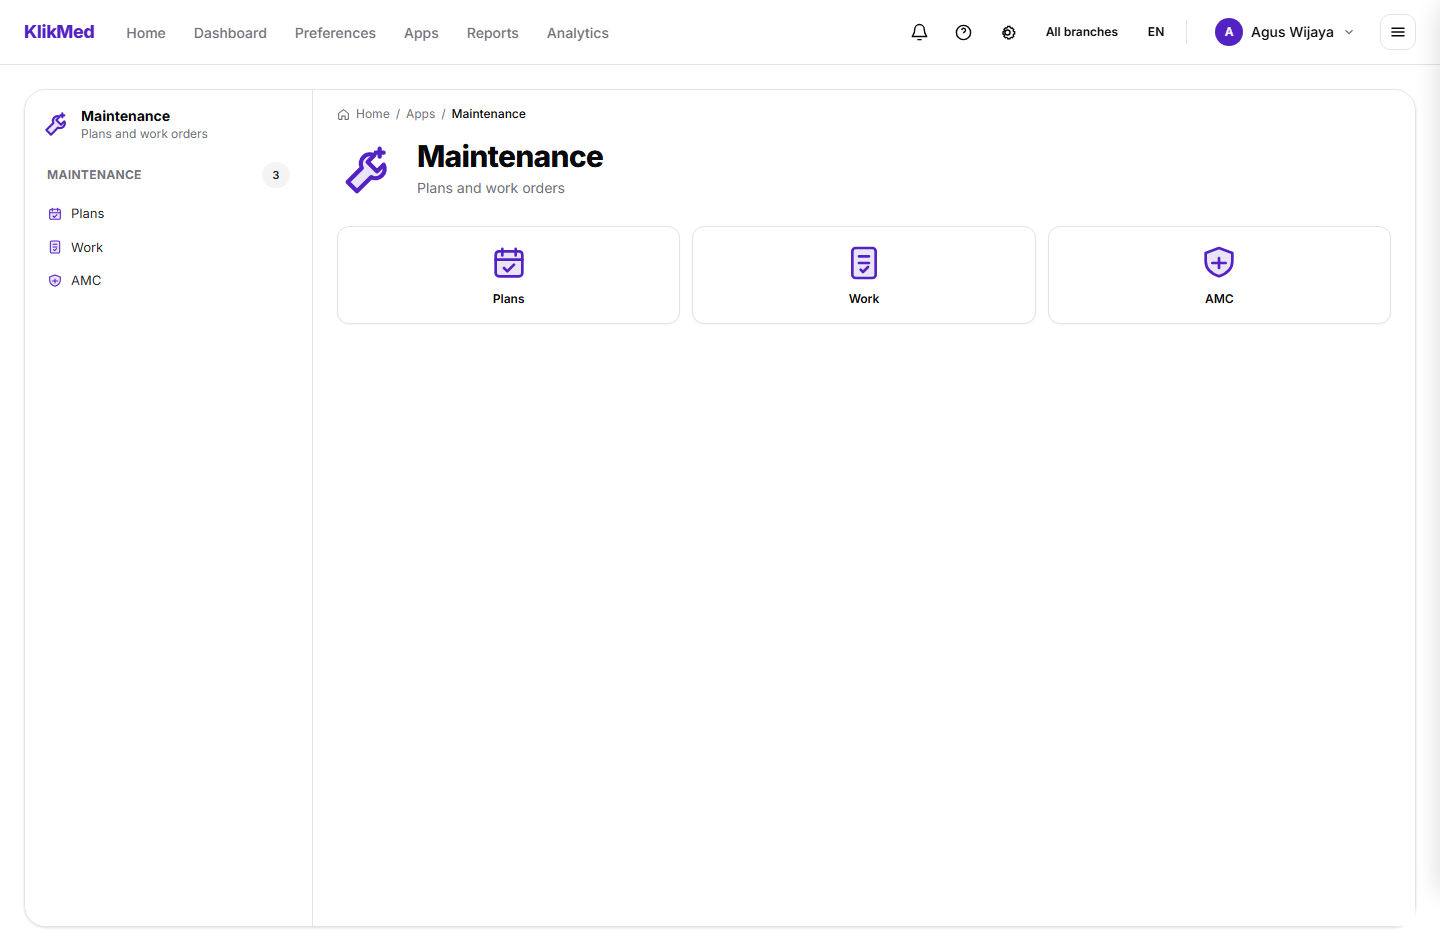 KlikMed
Home
Dashboard
Preferences
Apps
Reports
Analytics
All branches
EN
A
Agus Wijaya
Maintenance
Plans and work orders
MAINTENANCE
3
Plans
Work
AMC
Home / Apps / Maintenance
Maintenance
Plans and work orders
Plans
Work
AMC